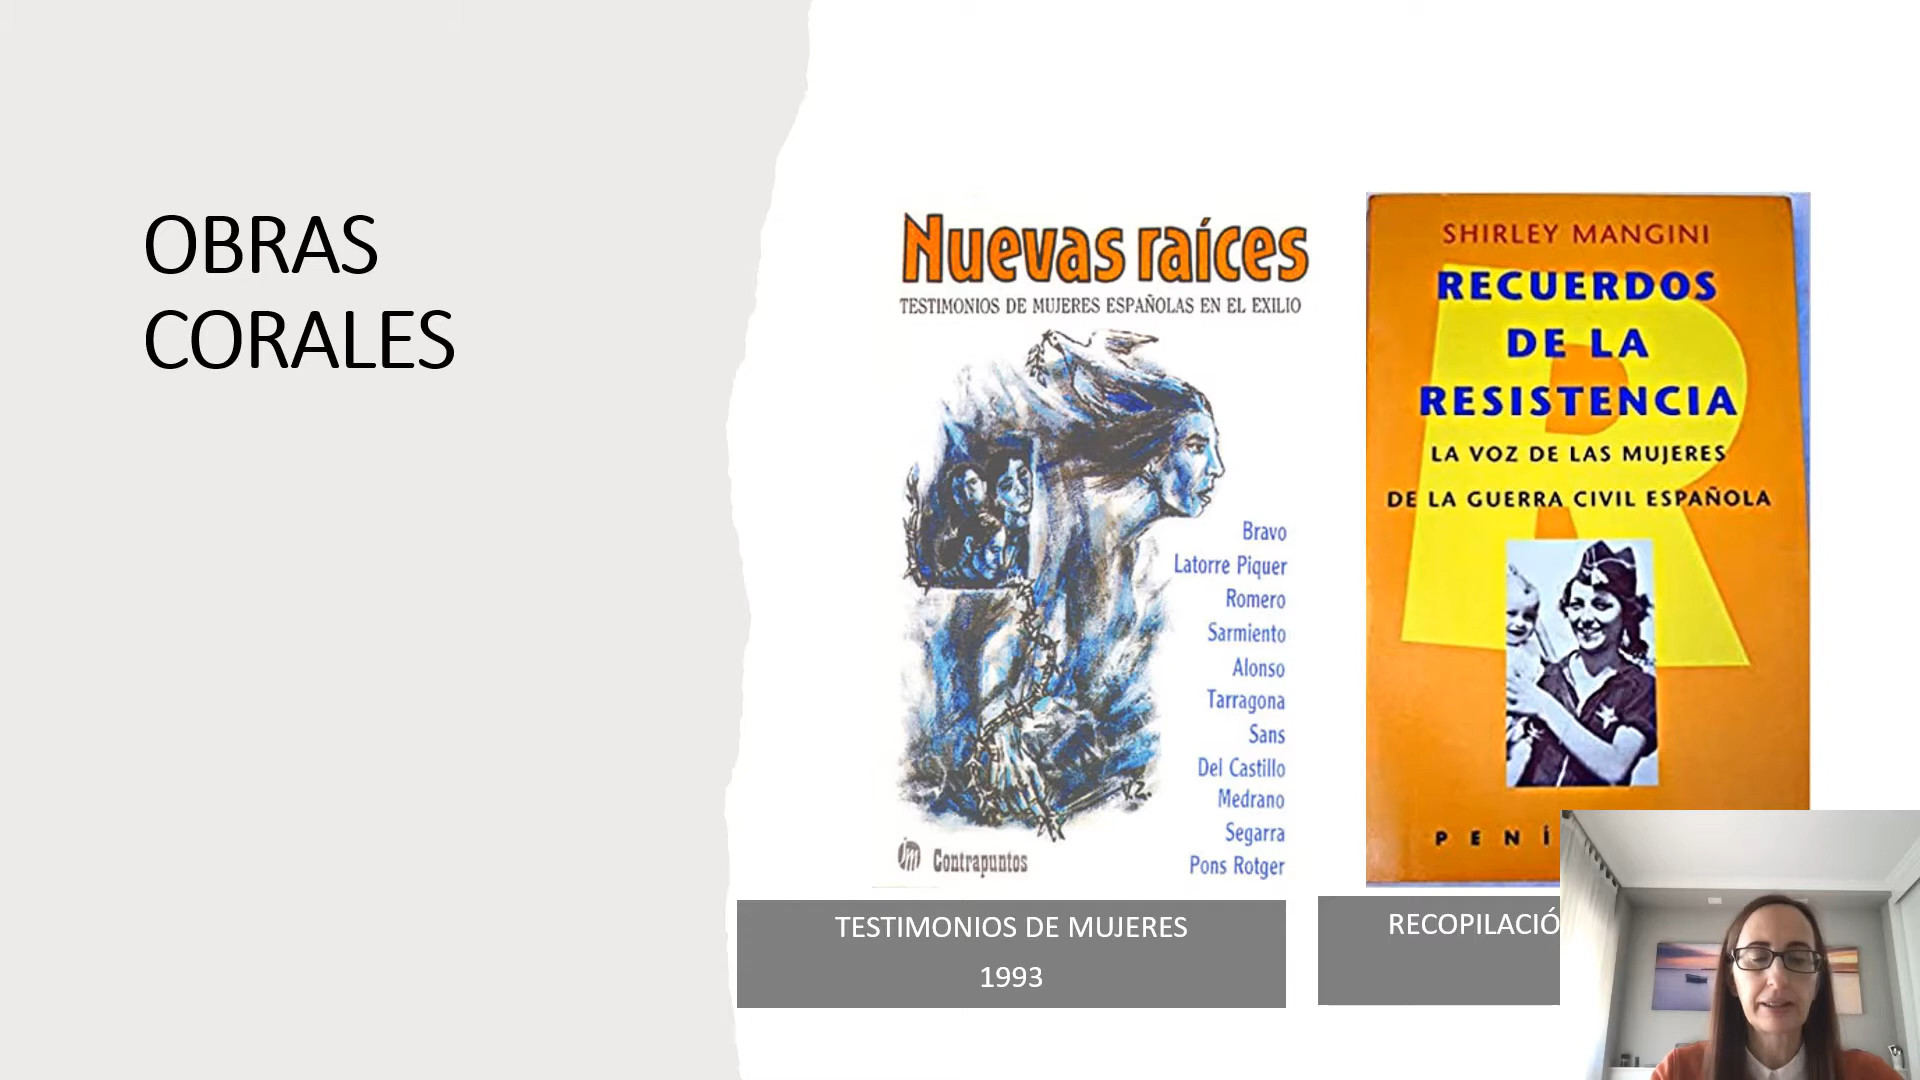 OBRAS
CORALES
Nuevas raíces
TESTIMONIOS DE MUJERES ESPAÑOLAS EN EL EXILIO
Bravo
Latorre Piquer
Romero
Sarmiento
Alonso
Tarragona
Sans
Del Castillo
Medrano
Segarra
Pons Rotger
V.Z.
jm Contrapuntos
TESTIMONIOS DE MUJERES
1993
SHIRLEY MANGINI
RECUERDOS
DE LA
RESISTENCIA
LA VOZ DE LAS MUJERES
DE LA GUERRA CIVIL ESPAÑOLA
PENÍ
RECOPILACIÓ